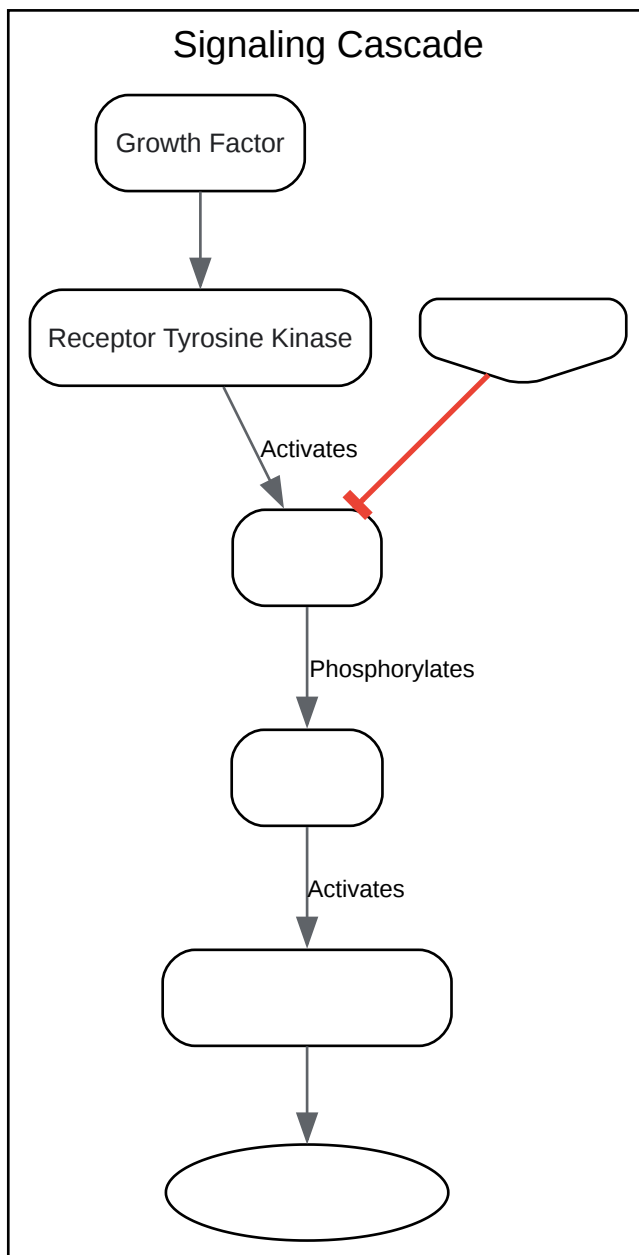 Signaling Cascade
Growth Factor
Receptor Tyrosine Kinase
Activates
Phosphorylates
Activates